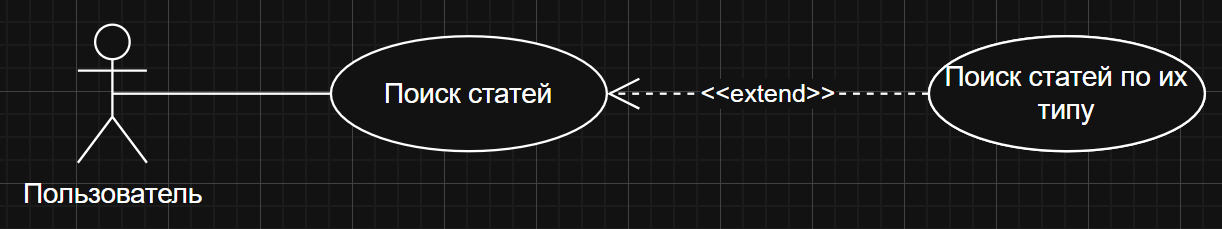 Поиск статей
<<extend>>
Поиск статей по их
типу
Пользователь